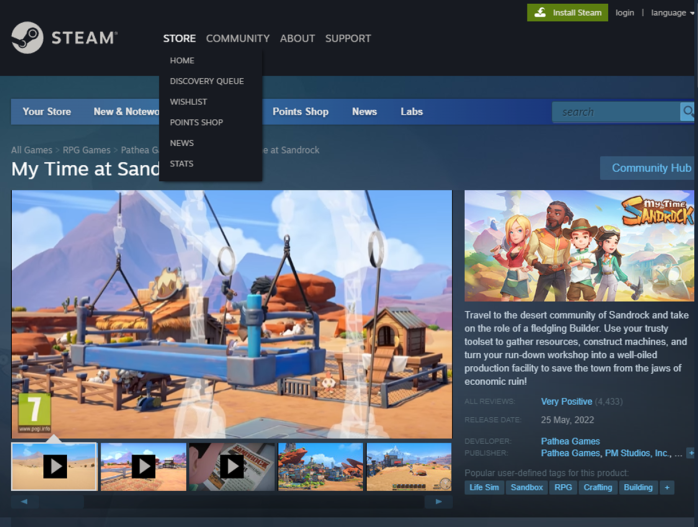 Install Steam login | language
STEAM®
STORE COMMUNITY ABOUT SUPPORT
HOME
DISCOVERY QUEUE
WISHLIST
POINTS SHOP
NEWS
STATS
Your Store New & Notewo Points Shop News Labs search
All Games > RPG Games > Pathea G e at Sandrock
My Time at Sand
Community Hub
My Time at
SANDROCK
7
www.pegi.info
Travel to the desert community of Sandrock and take
on the role of a fledgling Builder. Use your trusty
toolset to gather resources, construct machines, and
turn your run-down workshop into a well-oiled
production facility to save the town from the jaws of
economic ruin!
ALL REVIEWS: Very Positive (4,433)
RELEASE DATE: 25 May, 2022
DEVELOPER: Pathea Games
PUBLISHER: Pathea Games, PM Studios, Inc., ... +
Popular user-defined tags for this product:
Life Sim Sandbox RPG Crafting Building +